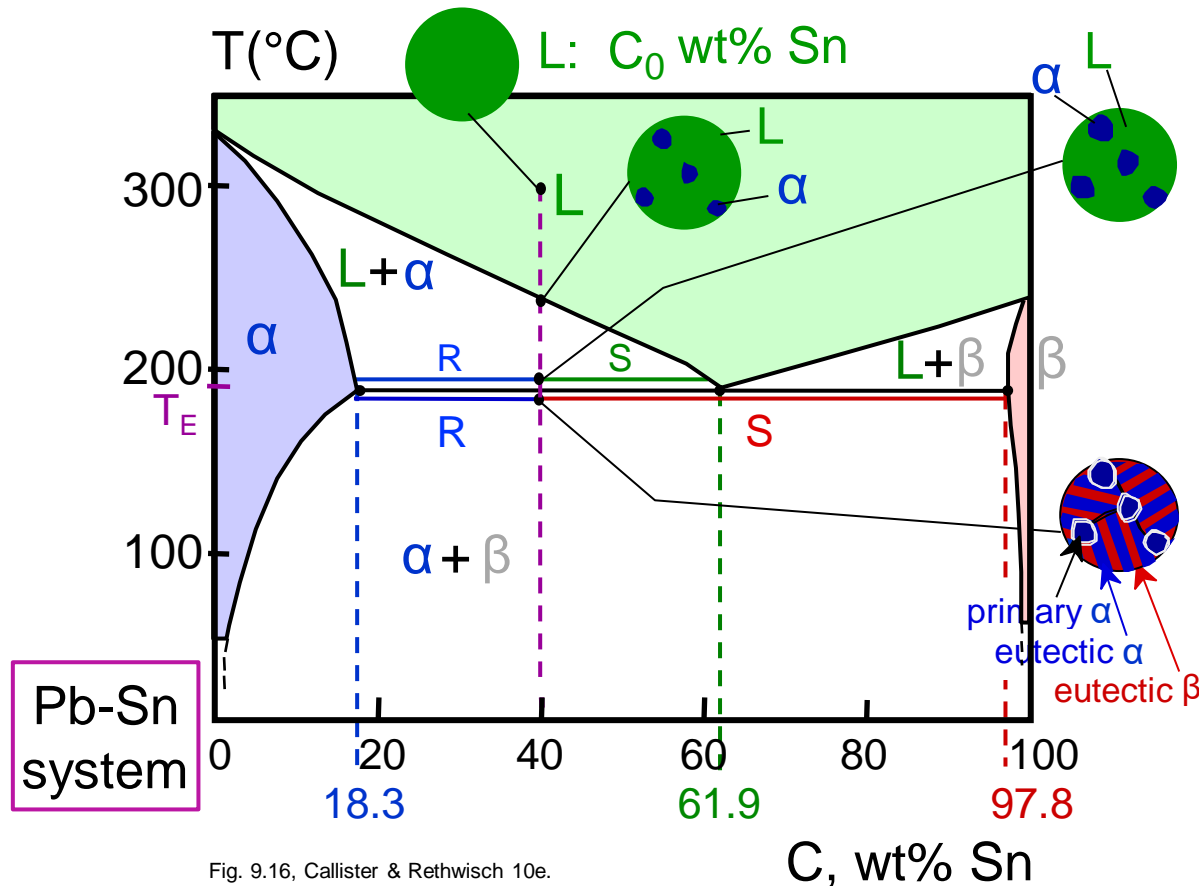 T(°C)
L: C₀ wt% Sn
α
L
L
α
300
L
L+α
α
200
R
S
L+β
β
T_E
R
S
100
α+β
primary α
eutectic α
eutectic β
Pb-Sn
system
0
20
40
60
80
100
18.3
61.9
97.8
Fig. 9.16, Callister & Rethwisch 10e.
C, wt% Sn